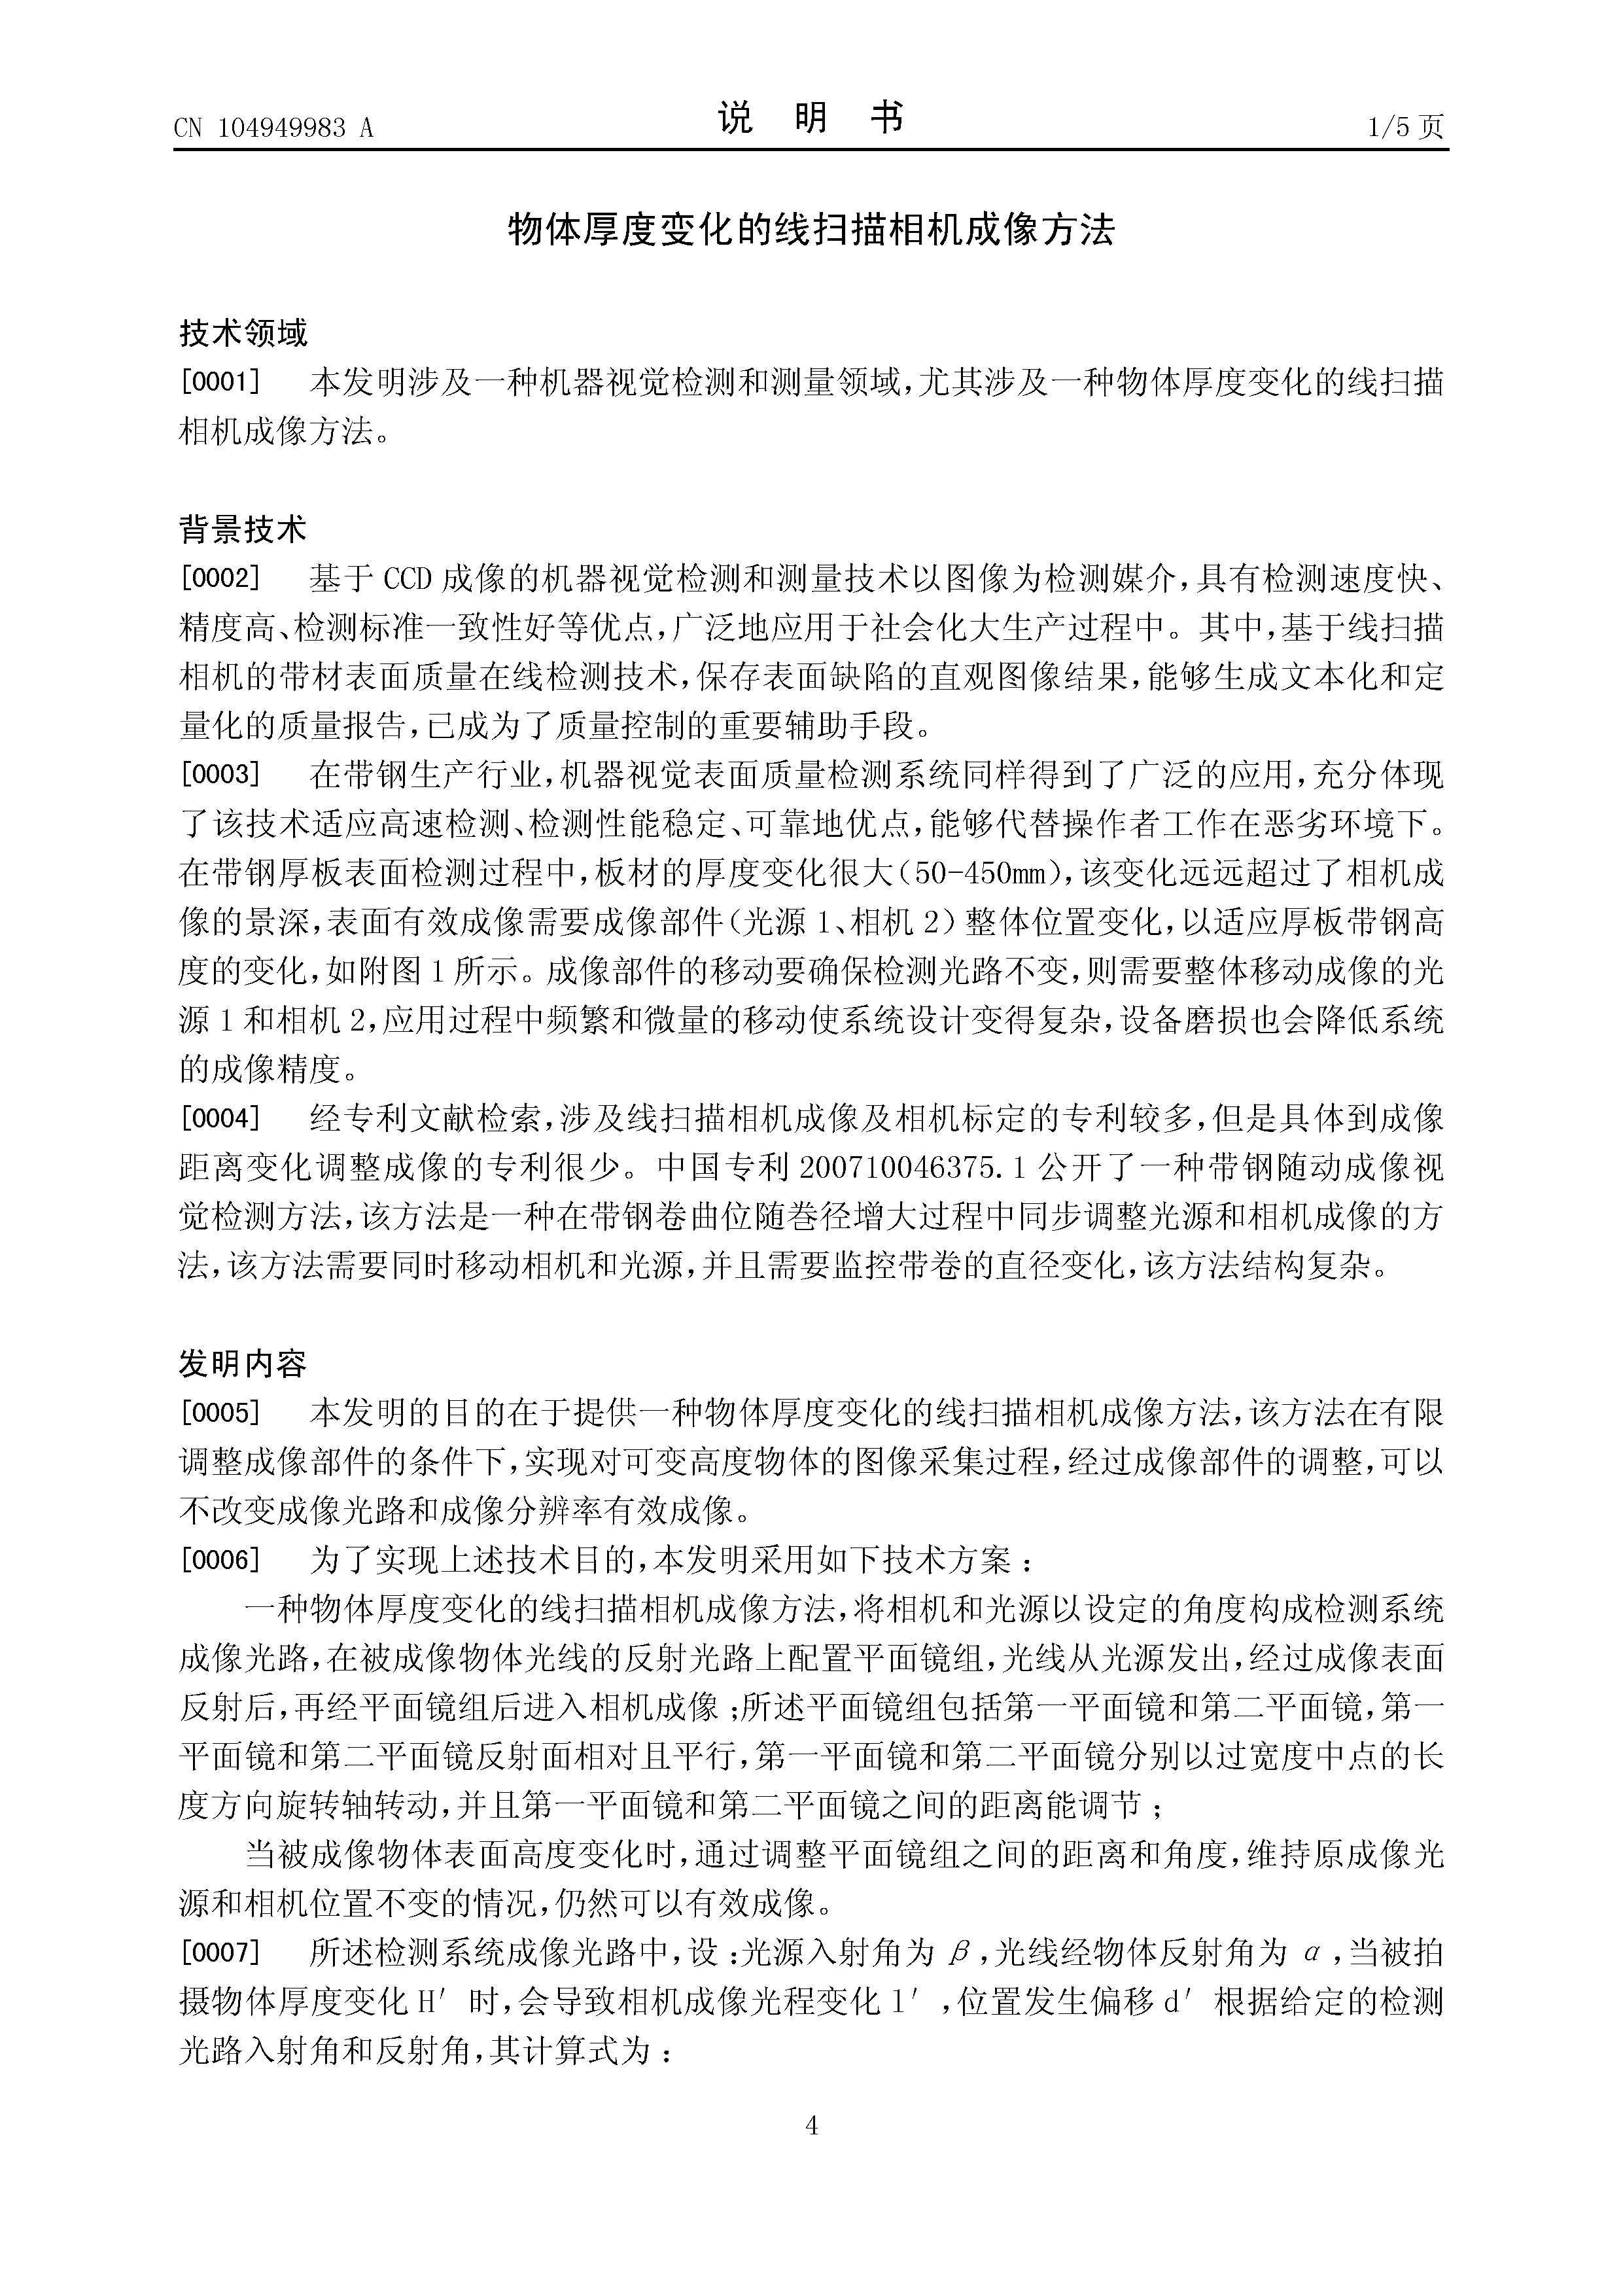 CN 104949983 A
说 明 书
1/5 页
物体厚度变化的线扫描相机成像方法
技术领域
[0001] 本发明涉及一种机器视觉检测和测量领域,尤其涉及一种物体厚度变化的线扫描
相机成像方法。
背景技术
[0002] 基于 CCD 成像的机器视觉检测和测量技术以图像为检测媒介,具有检测速度快、
精度高、检测标准一致性好等优点,广泛地应用于社会化大生产过程中。其中,基于线扫描
相机的带材表面质量在线检测技术,保存表面缺陷的直观图像结果,能够生成文本化和定
量化的质量报告,已成为了质量控制的重要辅助手段。
[0003] 在带钢生产行业,机器视觉表面质量检测系统同样得到了广泛的应用,充分体现
了该技术适应高速检测、检测性能稳定、可靠地优点,能够代替操作者工作在恶劣环境下。
在带钢厚板表面检测过程中,板材的厚度变化很大(50-450mm),该变化远远超过了相机成
像的景深,表面有效成像需要成像部件(光源 1、相机 2)整体位置变化,以适应厚板带钢高
度的变化,如附图 1 所示。成像部件的移动要确保检测光路不变,则需要整体移动成像的光
源 1 和相机 2,应用过程中频繁和微量的移动使系统设计变得复杂,设备磨损也会降低系统
的成像精度。
[0004] 经专利文献检索,涉及线扫描相机成像及相机标定的专利较多,但是具体到成像
距离变化调整成像的专利很少。中国专利 200710046375.1 公开了一种带钢随动成像视
觉检测方法,该方法是一种在带钢卷曲位随卷径增大过程中同步调整光源和相机成像的方
法,该方法需要同时移动相机和光源,并且需要监控带卷的直径变化,该方法结构复杂。
发明内容
[0005] 本发明的目的在于提供一种物体厚度变化的线扫描相机成像方法,该方法在有限
调整成像部件的条件下,实现对可变高度物体的图像采集过程,经过成像部件的调整,可以
不改变成像光路和成像分辨率有效成像。
[0006] 为了实现上述技术目的,本发明采用如下技术方案:
一种物体厚度变化的线扫描相机成像方法,将相机和光源以设定的角度构成检测系统
成像光路,在被成像物体光线的反射光路上配置平面镜组,光线从光源发出,经过成像表面
反射后,再经平面镜组后进入相机成像;所述平面镜组包括第一平面镜和第二平面镜,第一
平面镜和第二平面镜反射面相对且平行,第一平面镜和第二平面镜分别以过宽度中点的长
度方向旋转轴转动,并且第一平面镜和第二平面镜之间的距离能调节;
当被成像物体表面高度变化时,通过调整平面镜组之间的距离和角度,维持原成像光
源和相机位置不变的情况,仍然可以有效成像。
[0007] 所述检测系统成像光路中,设:光源入射角为 β,光线经物体反射角为 α,当被拍
摄物体厚度变化 H′ 时,会导致相机成像光程变化 l′,位置发生偏移 d′ 根据给定的检测
光路入射角和反射角,其计算式为:
4